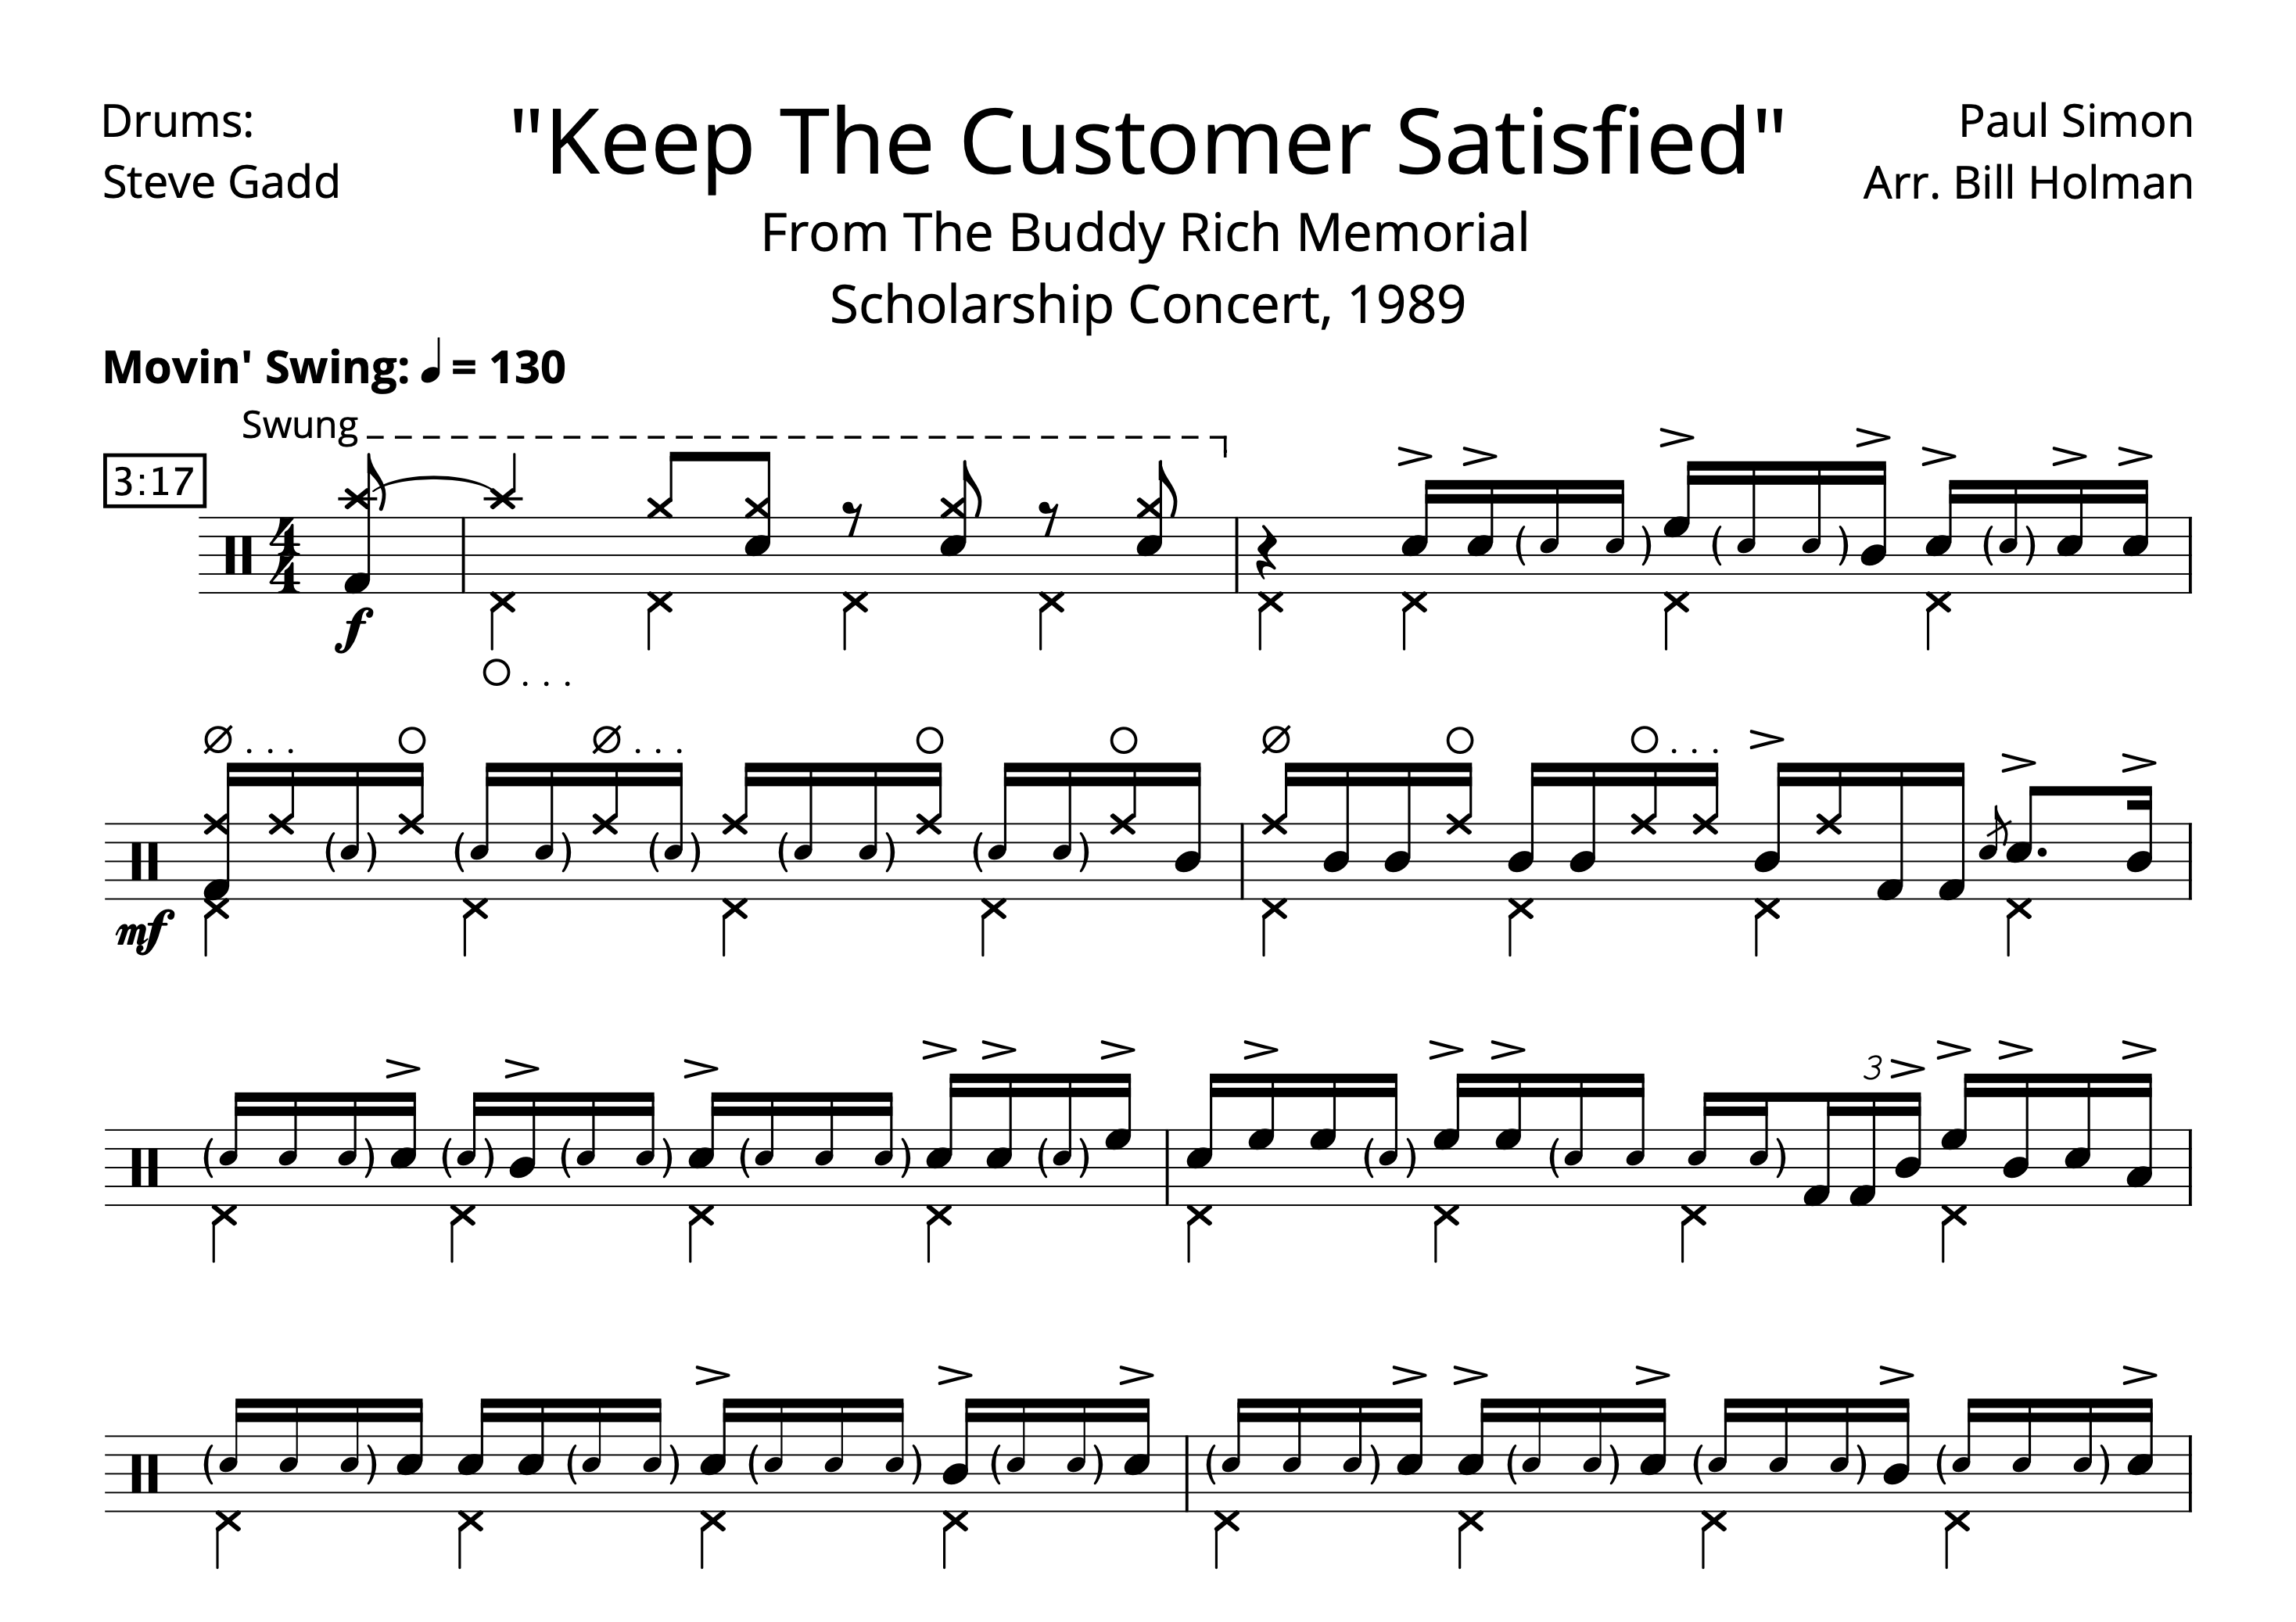 Drums:
Steve Gadd
"Keep The Customer Satisfied"
From The Buddy Rich Memorial
Scholarship Concert, 1989
Paul Simon
Arr. Bill Holman
Movin' Swing: ♩ = 130
Swung
3:17
4
4
f
mf
3